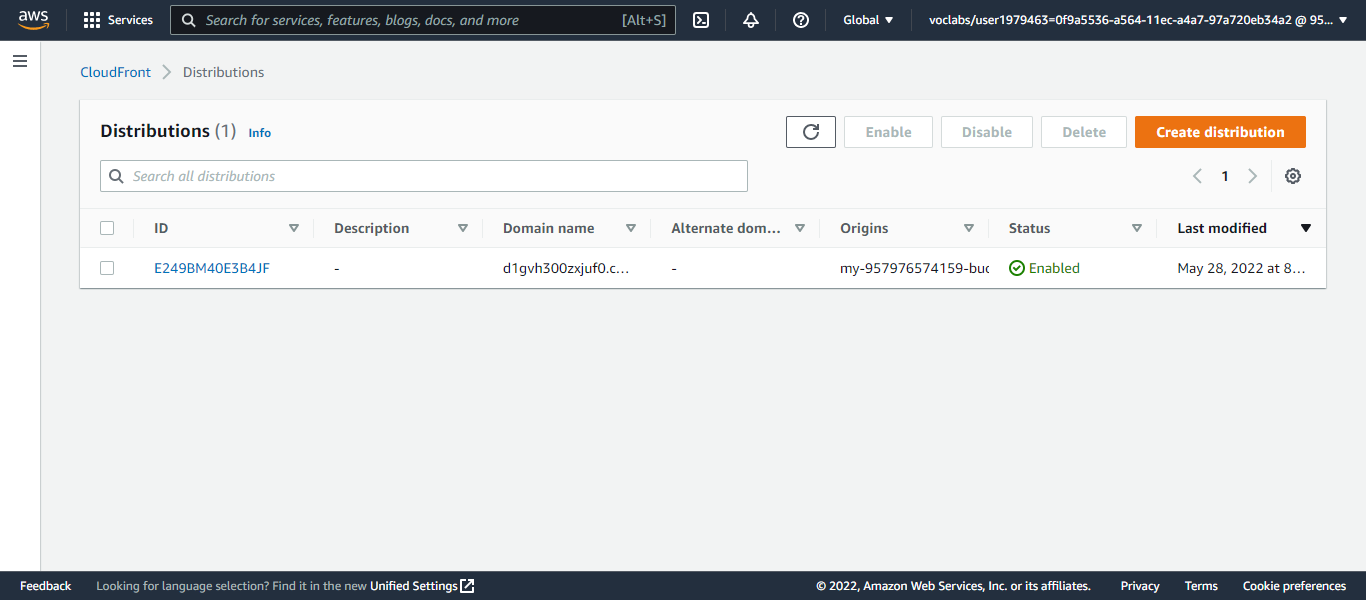 aws Services Search for services, features, blogs, docs, and more [Alt+S] Global voclabs/user1979463=0f9a5536-a564-11ec-a4a7-97a720eb34a2 @ 95...
CloudFront Distributions
Distributions (1) Info Enable Disable Delete Create distribution
Search all distributions 1
ID Description Domain name Alternate dom... Origins Status Last modified
E249BM40E3B4JF - d1gvh300zxjuf0.c... - my-957976574159-buc Enabled May 28, 2022 at 8...
Feedback Looking for language selection? Find it in the new Unified Settings © 2022, Amazon Web Services, Inc. or its affiliates. Privacy Terms Cookie preferences